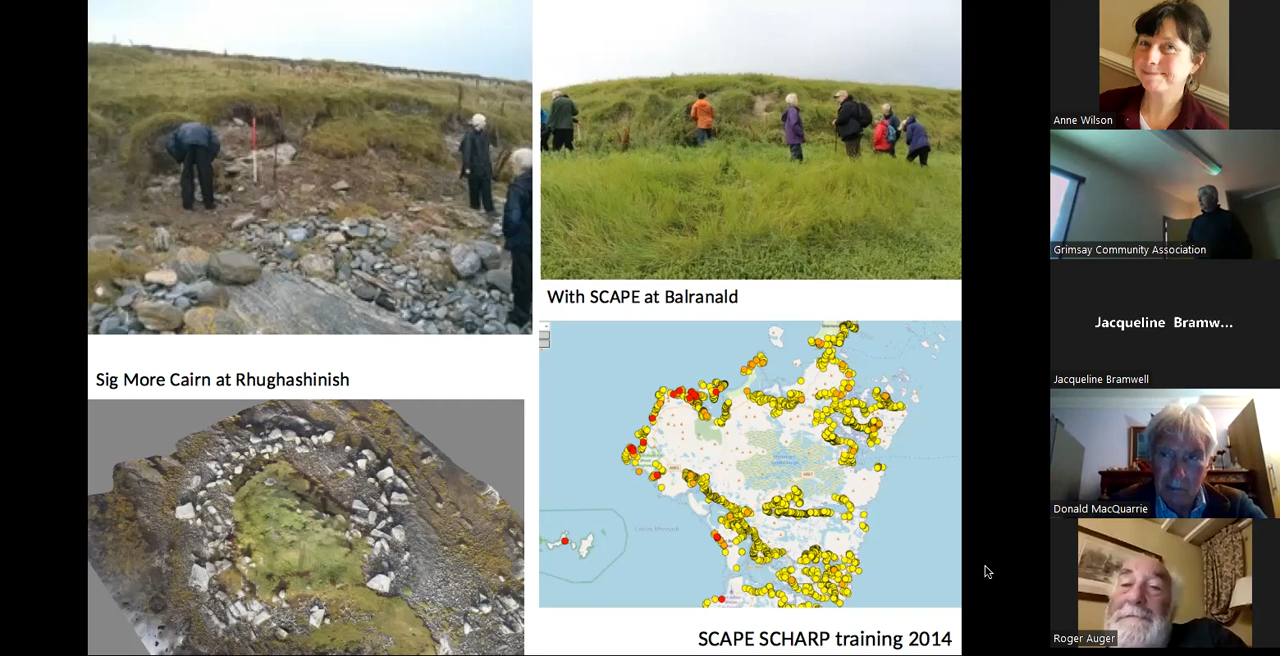 With SCAPE at Balranald
Sig More Cairn at Rhughashinish
SCAPE SCHARP training 2014
Anne Wilson
Grimsay Community Association
Jacqueline Bramw...
Jacqueline Bramwell
Donald MacQuarrie
Roger Auger